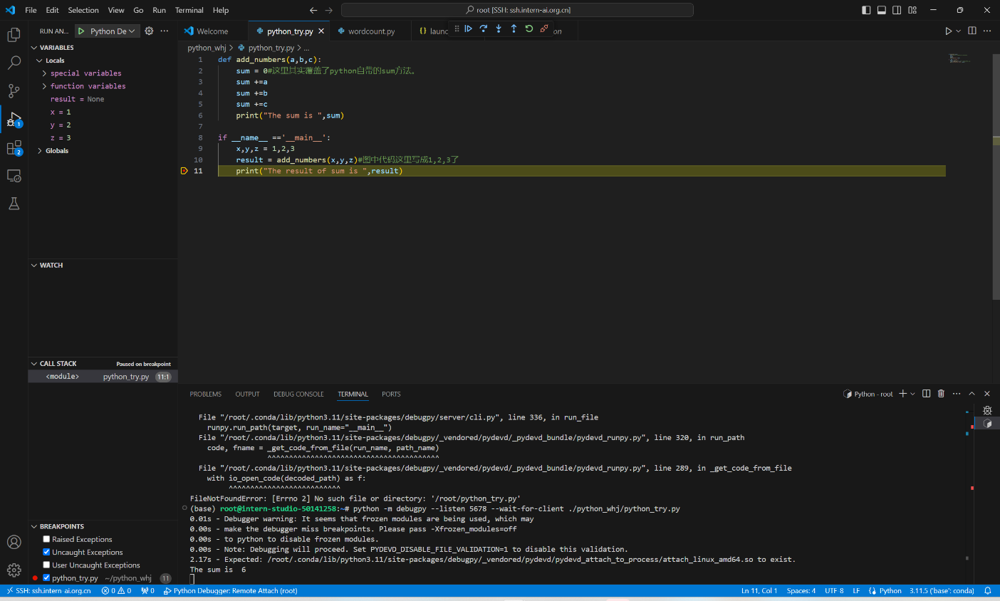 File Edit Selection View Go Run Terminal Help
root [SSH: ssh.intern-ai.org.cn]
RUN AN... Python De
Welcome python_try.py wordcount.py {} launc on
python_whj > python_try.py > ...
VARIABLES
Locals
special variables
function variables
result = None
x = 1
y = 2
z = 3
Globals
1 def add_numbers(a,b,c):
2 sum = 0#这里其实覆盖了python自带的sum方法。
3 sum +=a
4 sum +=b
5 sum +=c
6 print("The sum is ",sum)
7
8 if __name__ =='__main__':
9 x,y,z = 1,2,3
10 result = add_numbers(x,y,z)#图中代码这里写成1,2,3了
11 print("The result of sum is ",result)
WATCH
CALL STACK Paused on breakpoint
<module> python_try.py 11:1
BREAKPOINTS
Raised Exceptions
Uncaught Exceptions
User Uncaught Exceptions
python_try.py ~/python_whj 11
1
2
PROBLEMS OUTPUT DEBUG CONSOLE TERMINAL PORTS
Python - root
File "/root/.conda/lib/python3.11/site-packages/debugpy/server/cli.py", line 336, in run_file
runpy.run_path(target, run_name="__main__")
File "/root/.conda/lib/python3.11/site-packages/debugpy/_vendored/pydevd/_pydevd_bundle/pydevd_runpy.py", line 320, in run_path
code, fname = _get_code_from_file(run_name, path_name)
^^^^^^^^^^^^^^^^^^^^^^^^^^^^^^^^^^^^^^^
File "/root/.conda/lib/python3.11/site-packages/debugpy/_vendored/pydevd/_pydevd_bundle/pydevd_runpy.py", line 289, in _get_code_from_file
with io_open_code(decoded_path) as f:
^^^^^^^^^^^^^^^^^^^^^^^^^^
FileNotFoundError: [Errno 2] No such file or directory: '/root/python_try.py'
(base) root@intern-studio-50141258:~# python -m debugpy --listen 5678 --wait-for-client ./python_whj/python_try.py
0.01s - Debugger warning: It seems that frozen modules are being used, which may
0.00s - make the debugger miss breakpoints. Please pass -Xfrozen_modules=off
0.00s - to python to disable frozen modules.
0.00s - Note: Debugging will proceed. Set PYDEVD_DISABLE_FILE_VALIDATION=1 to disable this validation.
2.17s - Expected: /root/.conda/lib/python3.11/site-packages/debugpy/_vendored/pydevd/pydevd_attach_to_process/attach_linux_amd64.so to exist.
The sum is  6
SSH: ssh.intern-ai.org.cn 0 0 0 Python Debugger: Remote Attach (root) Ln 11, Col 1 Spaces: 4 UTF-8 LF Python 3.11.5 ('base': conda)